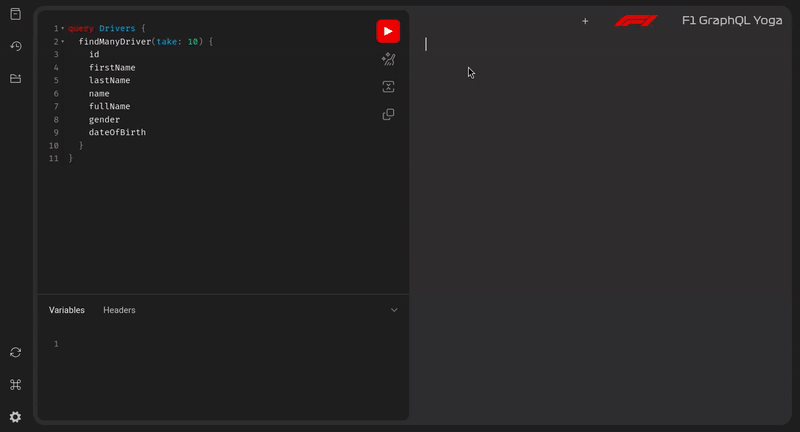 F1 GraphQL Yoga
1 query Drivers {
2 findManyDriver(take: 10) {
3 id
4 firstName
5 lastName
6 name
7 fullName
8 gender
9 dateOfBirth
10 }
11 }
Variables Headers
1